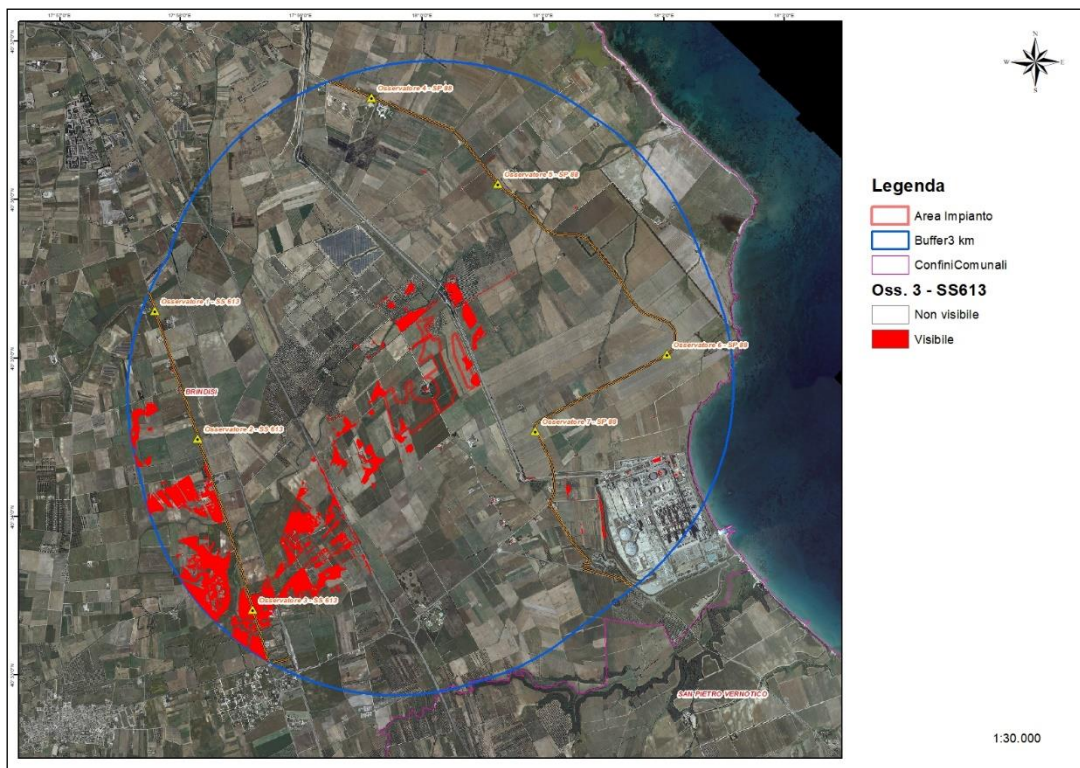 N
W
E
S
Osservatore 4 - SP 88
Osservatore 5 - SP 88
Osservatore 1 - SS 613
BRINDISI
Osservatore 2 - SS 613
Osservatore 6 - SP 88
Osservatore 7 - SP 88
Osservatore 3 - SS 613
SAN PIETRO VERNOTICO
Legenda
Area Impianto
Buffer3 km
ConfiniComunali
Oss. 3 - SS613
Non visibile
Visibile
1:30.000